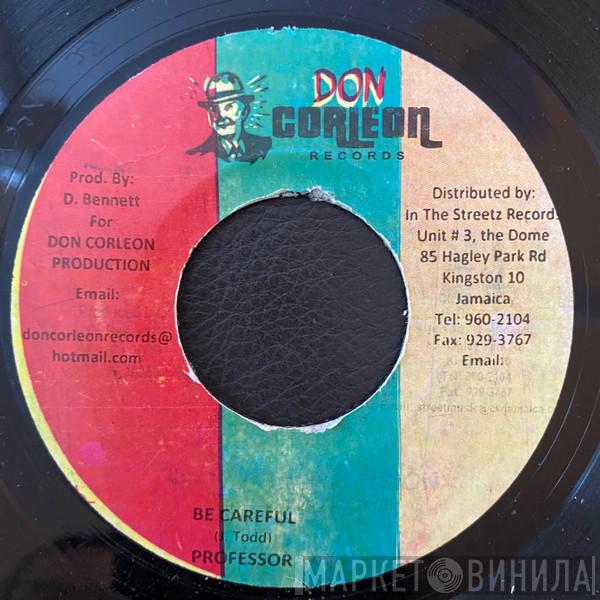 DON
CORLEON
RECORDS
Prod. By:
D. Bennett
For
DON CORLEON
PRODUCTION
Email:
doncorleonrecords@
hotmail.com
Distributed by:
In The Streetz Records
Unit # 3, the Dome
85 Hagley Park Rd
Kingston 10
Jamaica
Tel: 960-2104
Fax: 929-3767
Email:
BE CAREFUL
(J. Todd)
PROFESSOR
МАРКЕТ ВИНИЛА